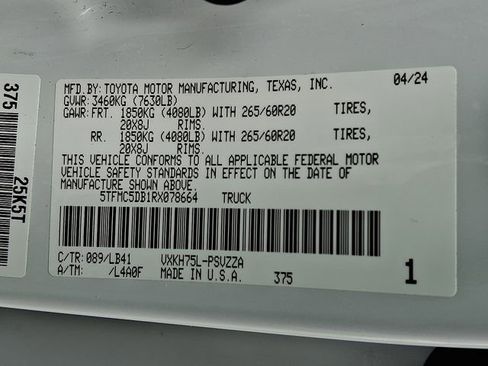 MFD.BY:TOYOTA MOTOR MANUFACTURING, TEXAS, INC. 04/24
GVWR:3460KG (7630LB)
GAWR:FRT. 1850KG (4080LB) WITH 265/60R20 TIRES,
20X8J RIMS.
RR. 1850KG (4080LB) WITH 265/60R20 TIRES,
20X8J RIMS.
THIS VEHICLE CONFORMS TO ALL APPLICABLE FEDERAL MOTOR
VEHICLE SAFETY STANDARDS IN EFFECT ON THE DATE OF
MANUFACTURE SHOWN ABOVE.
5TFMC5DB1RX078664 TRUCK
C/TR: 089/LB41 VXKH75L-PSVZZA
A/TM: /L4A0F MADE IN U.S.A. 375 1
375
25K5T